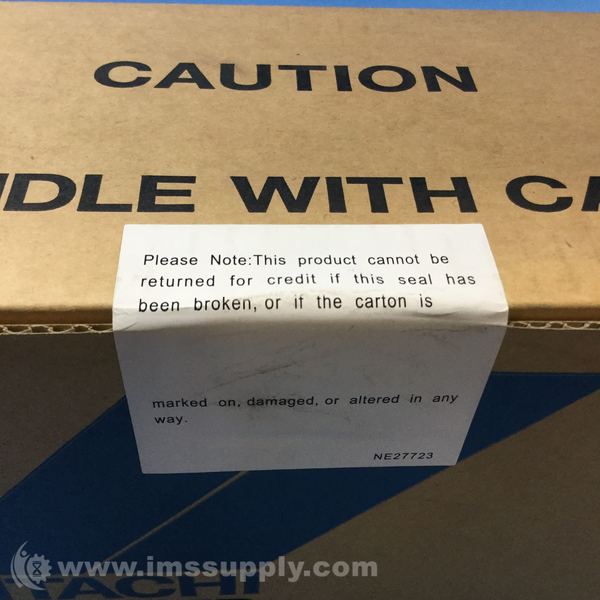 CAUTION
WITH
Please Note:This product cannot be
returned for credit if this seal has
been broken, or if the carton is
marked on, damaged, or altered in any
way.
NE27723
www.imssupply.com